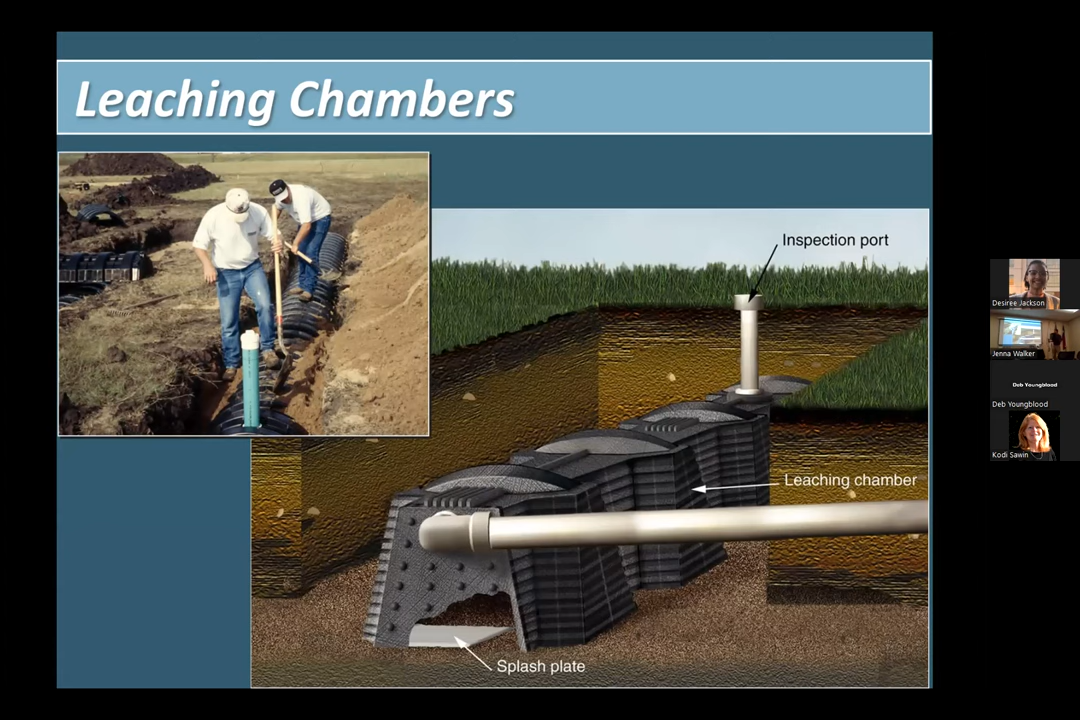 Leaching Chambers
Inspection port
Leaching chamber
Splash plate
Desiree Jackson
Jenna Walker
Deb Youngblood
Deb Youngblood
Kodi Sawin